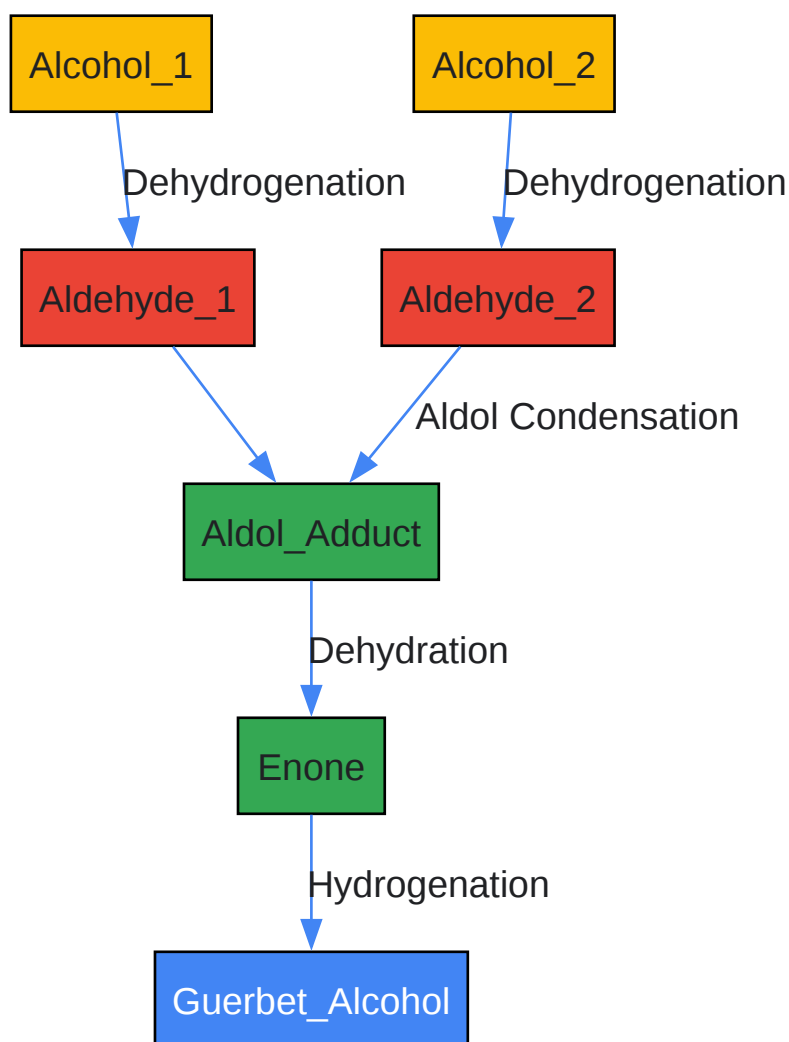 Alcohol_1
Alcohol_2
Dehydrogenation
Dehydrogenation
Aldehyde_1
Aldehyde_2
Aldol Condensation
Aldol_Adduct
Dehydration
Enone
Hydrogenation
Guerbet_Alcohol